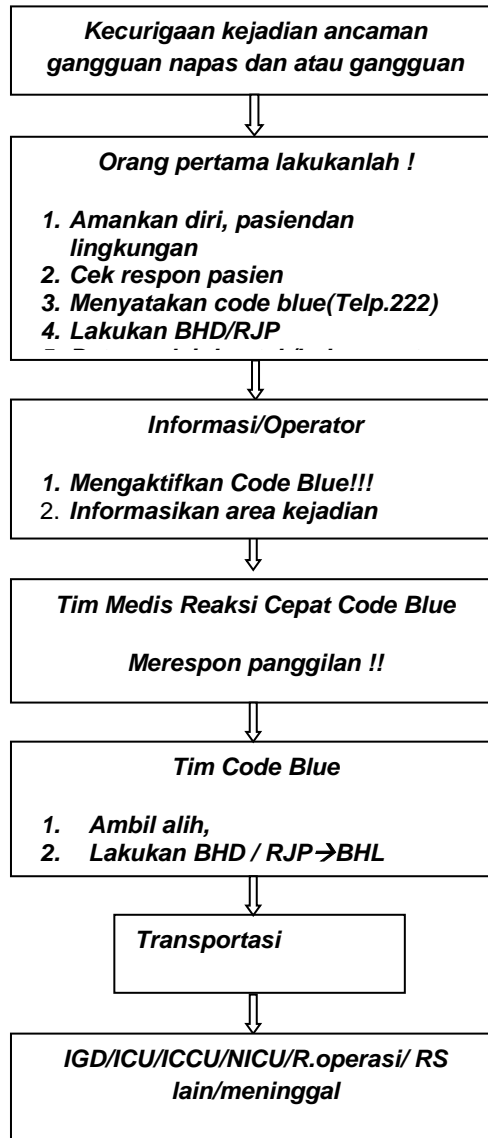 Kecurigaan kejadian ancaman
gangguan napas dan atau gangguan
Orang pertama lakukanlah !
1. Amankan diri, pasiendan
lingkungan
2. Cek respon pasien
3. Menyatakan code blue(Telp.222)
4. Lakukan BHD/RJP
Informasi/Operator
1. Mengaktifkan Code Blue!!!
2. Informasikan area kejadian
Tim Medis Reaksi Cepat Code Blue
Merespon panggilan !!
Tim Code Blue
1. Ambil alih,
2. Lakukan BHD / RJP→BHL
Transportasi
IGD/ICU/ICCU/NICU/R.operasi/ RS
lain/meninggal